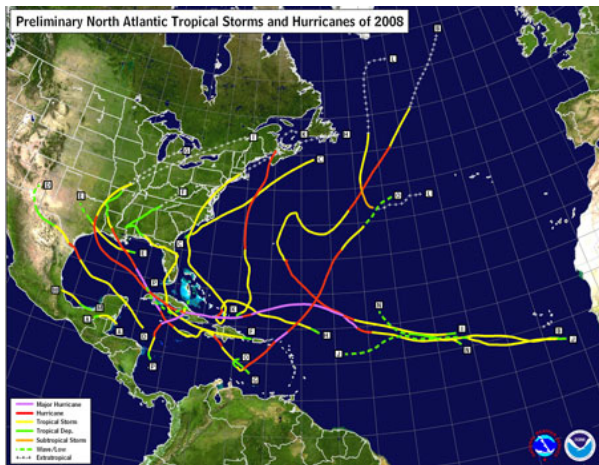 Preliminary North Atlantic Tropical Storms and Hurricanes of 2008
B
L
I
K
H
G
C
B
E
F
O
L
C
E
P
B
H
A
A
D
K
F
H
N
I
N
J
B
J
O
P
G
Major Hurricane
Hurricane
Tropical Storm
Tropical Dep.
Subtropical Storm
Wave/Low
Extratropical
NOAA